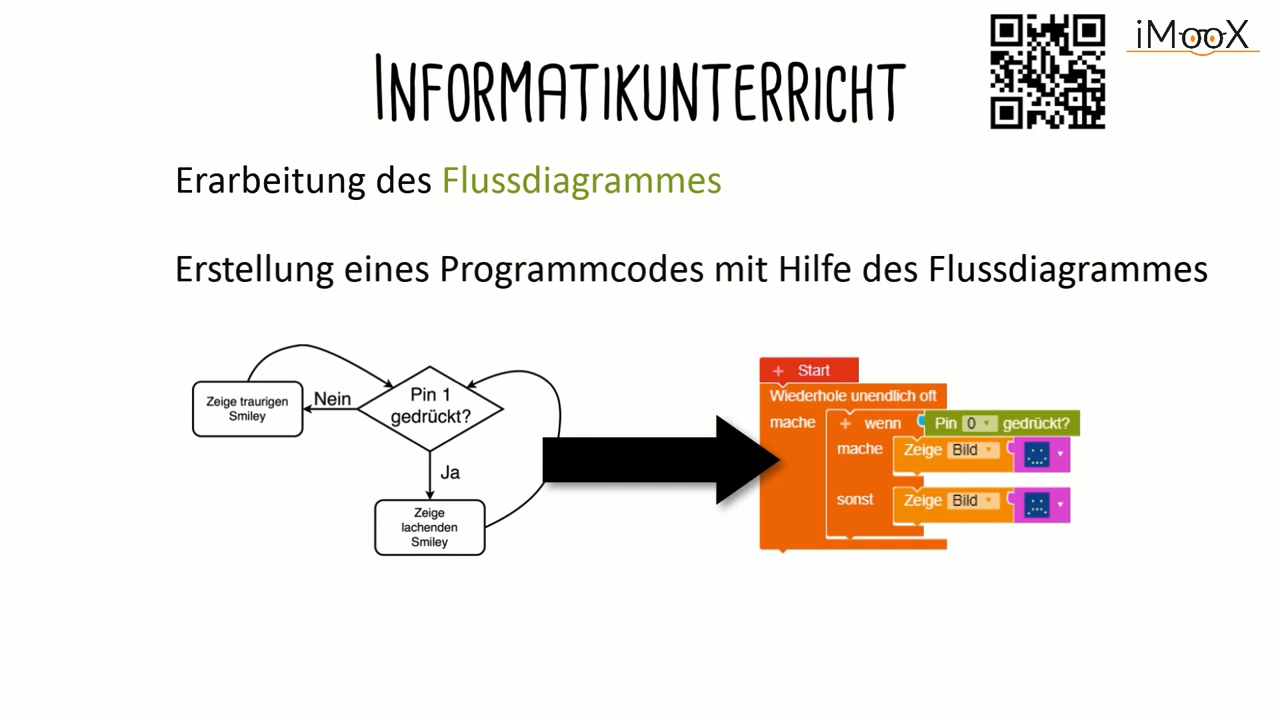 iMooX
INFORMATIKUNTERRICHT
Erarbeitung des Flussdiagrammes
Erstellung eines Programmcodes mit Hilfe des Flussdiagrammes
Zeige traurigen
Smiley
Nein
Pin 1
gedrückt?
Ja
Zeige
lachenden
Smiley
+ Start
Wiederhole unendlich oft
mache + wenn Pin 0 gedrückt?
mache Zeige Bild
sonst Zeige Bild